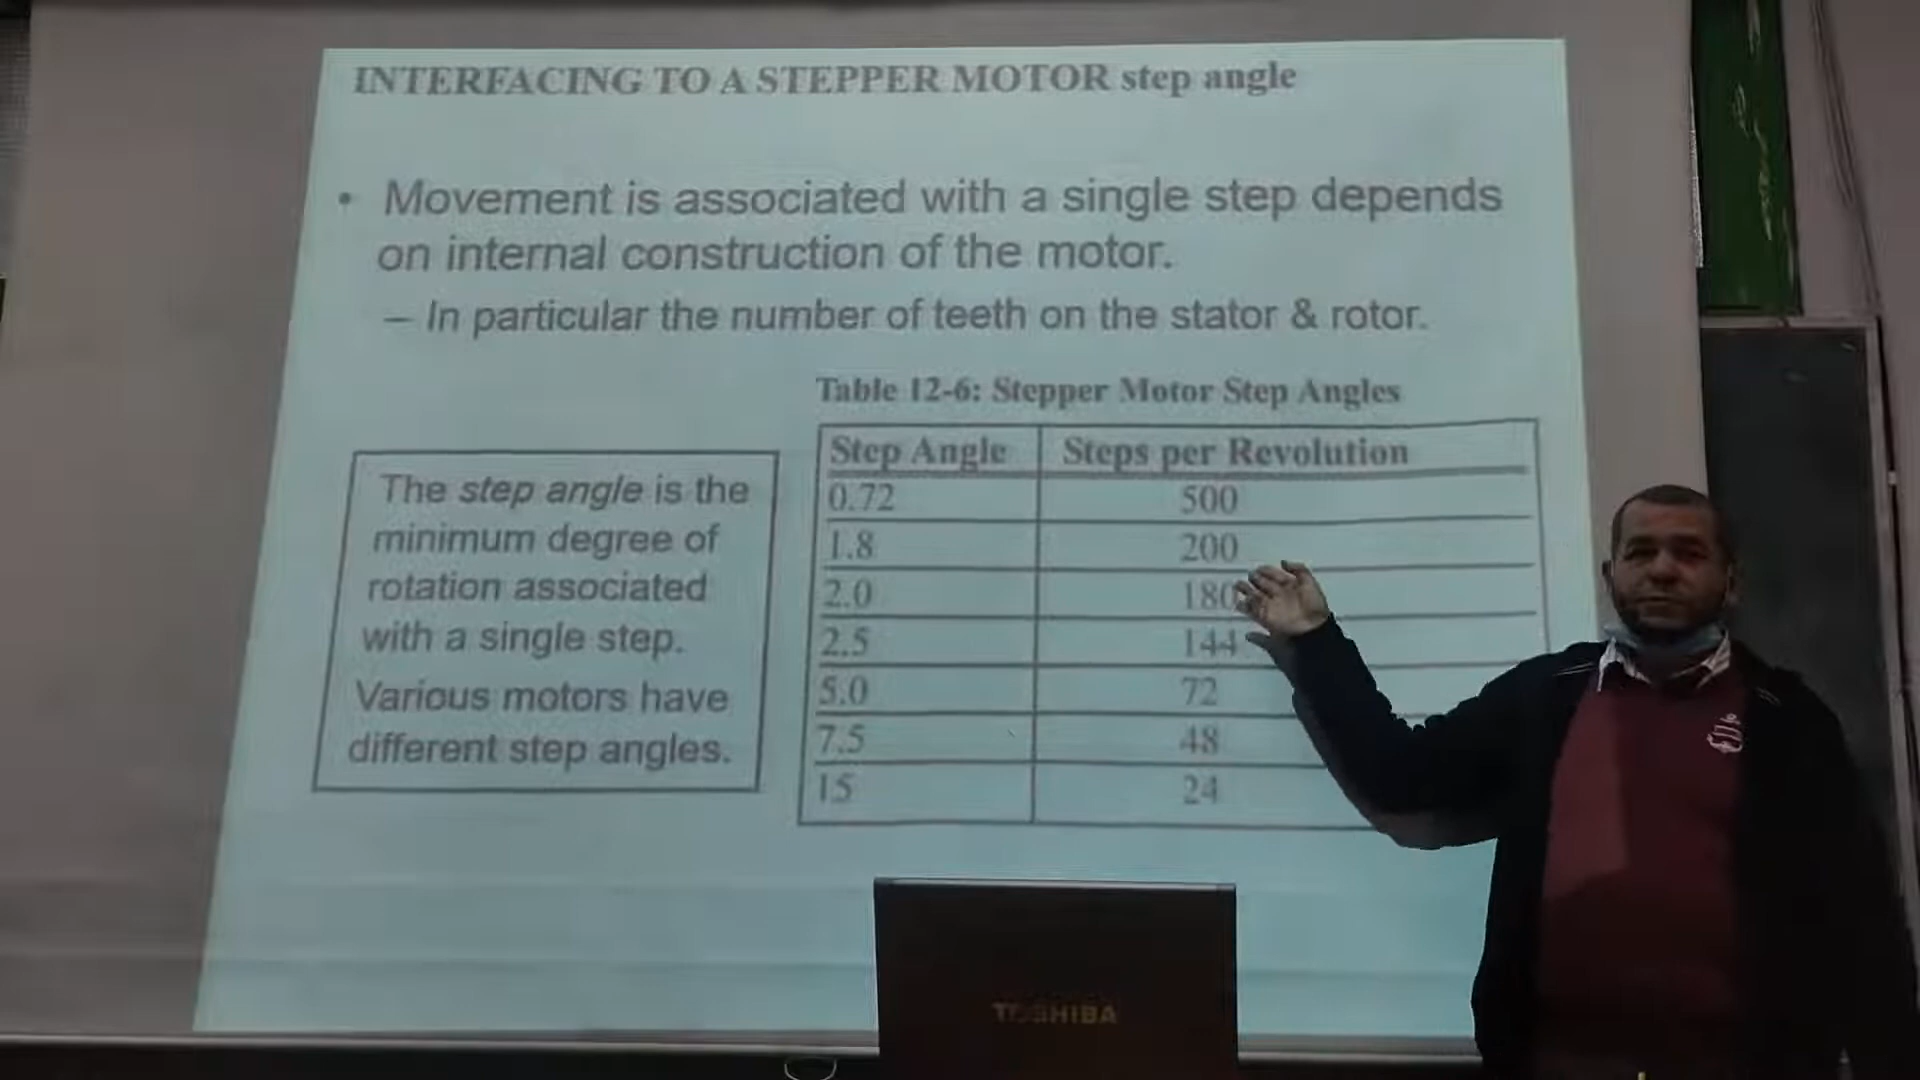 INTERFACING TO A STEPPER MOTOR step angle
• Movement is associated with a single step depends
on internal construction of the motor.
– In particular the number of teeth on the stator & rotor.
The step angle is the
minimum degree of
rotation associated
with a single step.
Various motors have
different step angles.
Table 12-6: Stepper Motor Step Angles
Step Angle Steps per Revolution
0.72 500
1.8 200
2.0 180
2.5 144
5.0 72
7.5 48
15 24
TOSHIBA